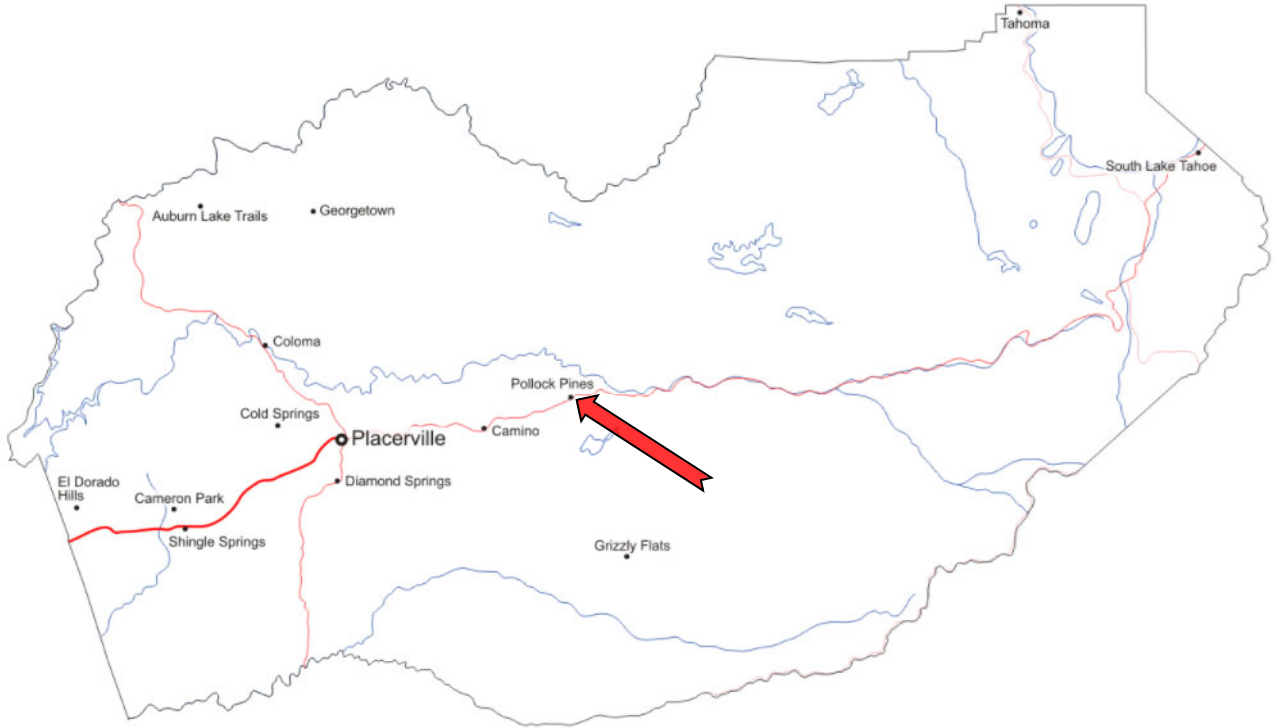 Tahoma
South Lake Tahoe
Auburn Lake Trails
Georgetown
Coloma
Pollock Pines
Cold Springs
Camino
Placerville
El Dorado
Hills
Diamond Springs
Cameron Park
Shingle Springs
Grizzly Flats